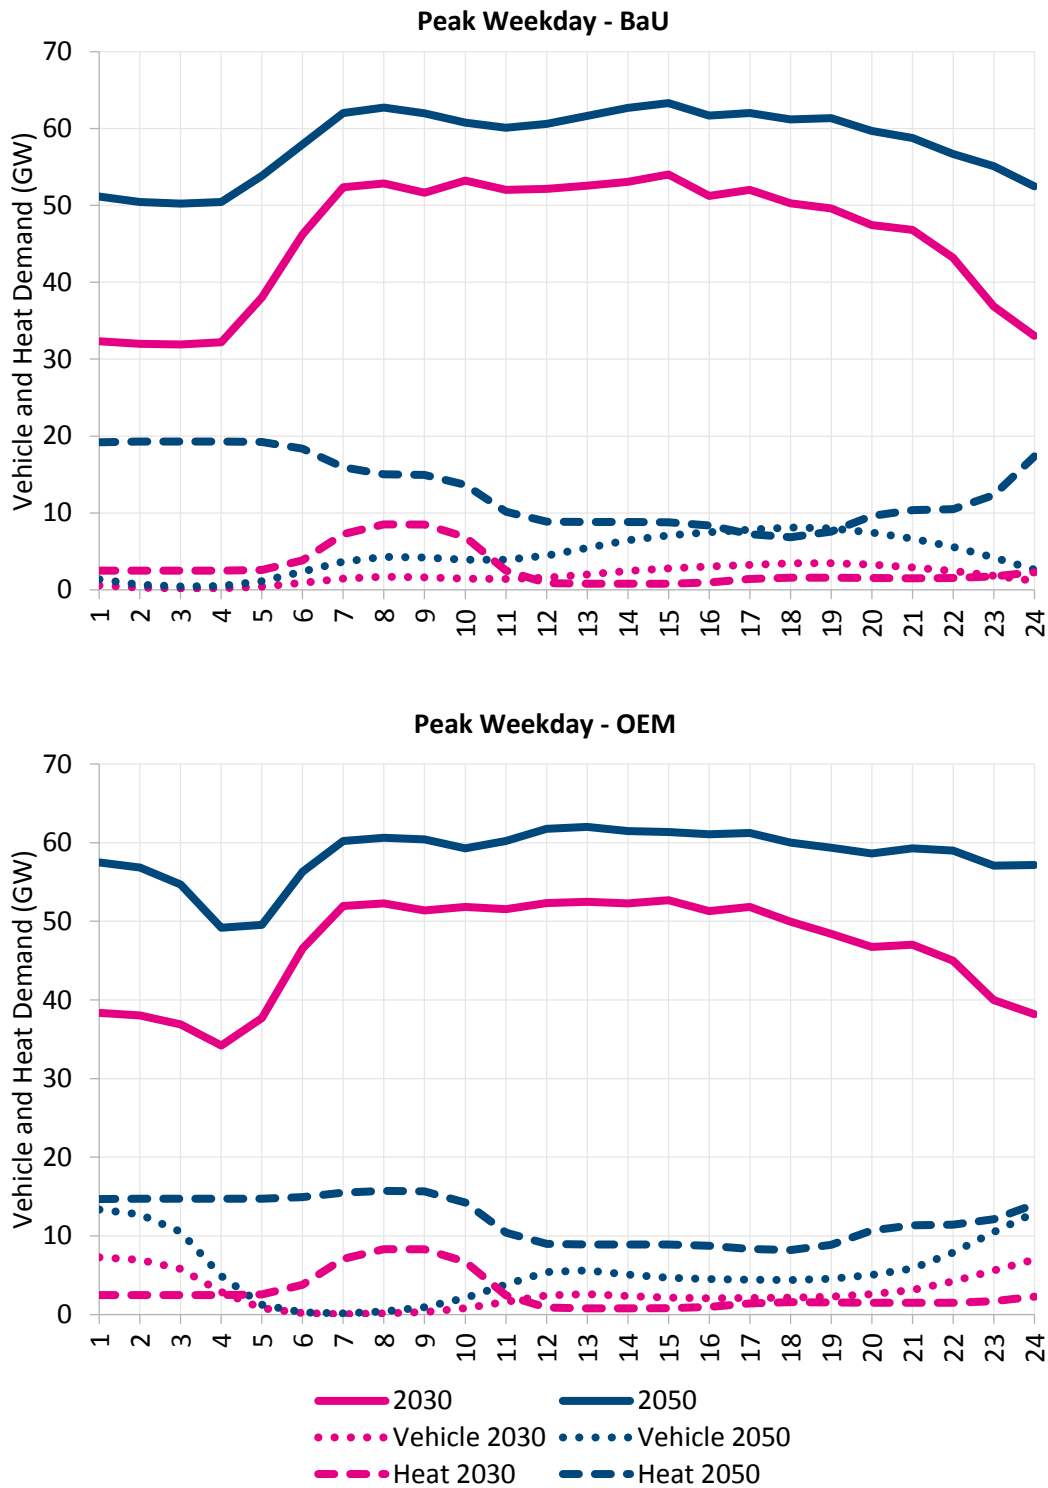 Peak Weekday - BaU
Vehicle and Heat Demand (GW)
70
60
50
40
30
20
10
0
1 2 3 4 5 6 7 8 9 10 11 12 13 14 15 16 17 18 19 20 21 22 23 24
Peak Weekday - OEM
Vehicle and Heat Demand (GW)
70
60
50
40
30
20
10
0
1 2 3 4 5 6 7 8 9 10 11 12 13 14 15 16 17 18 19 20 21 22 23 24
2030 2050
Vehicle 2030 Vehicle 2050
Heat 2030 Heat 2050